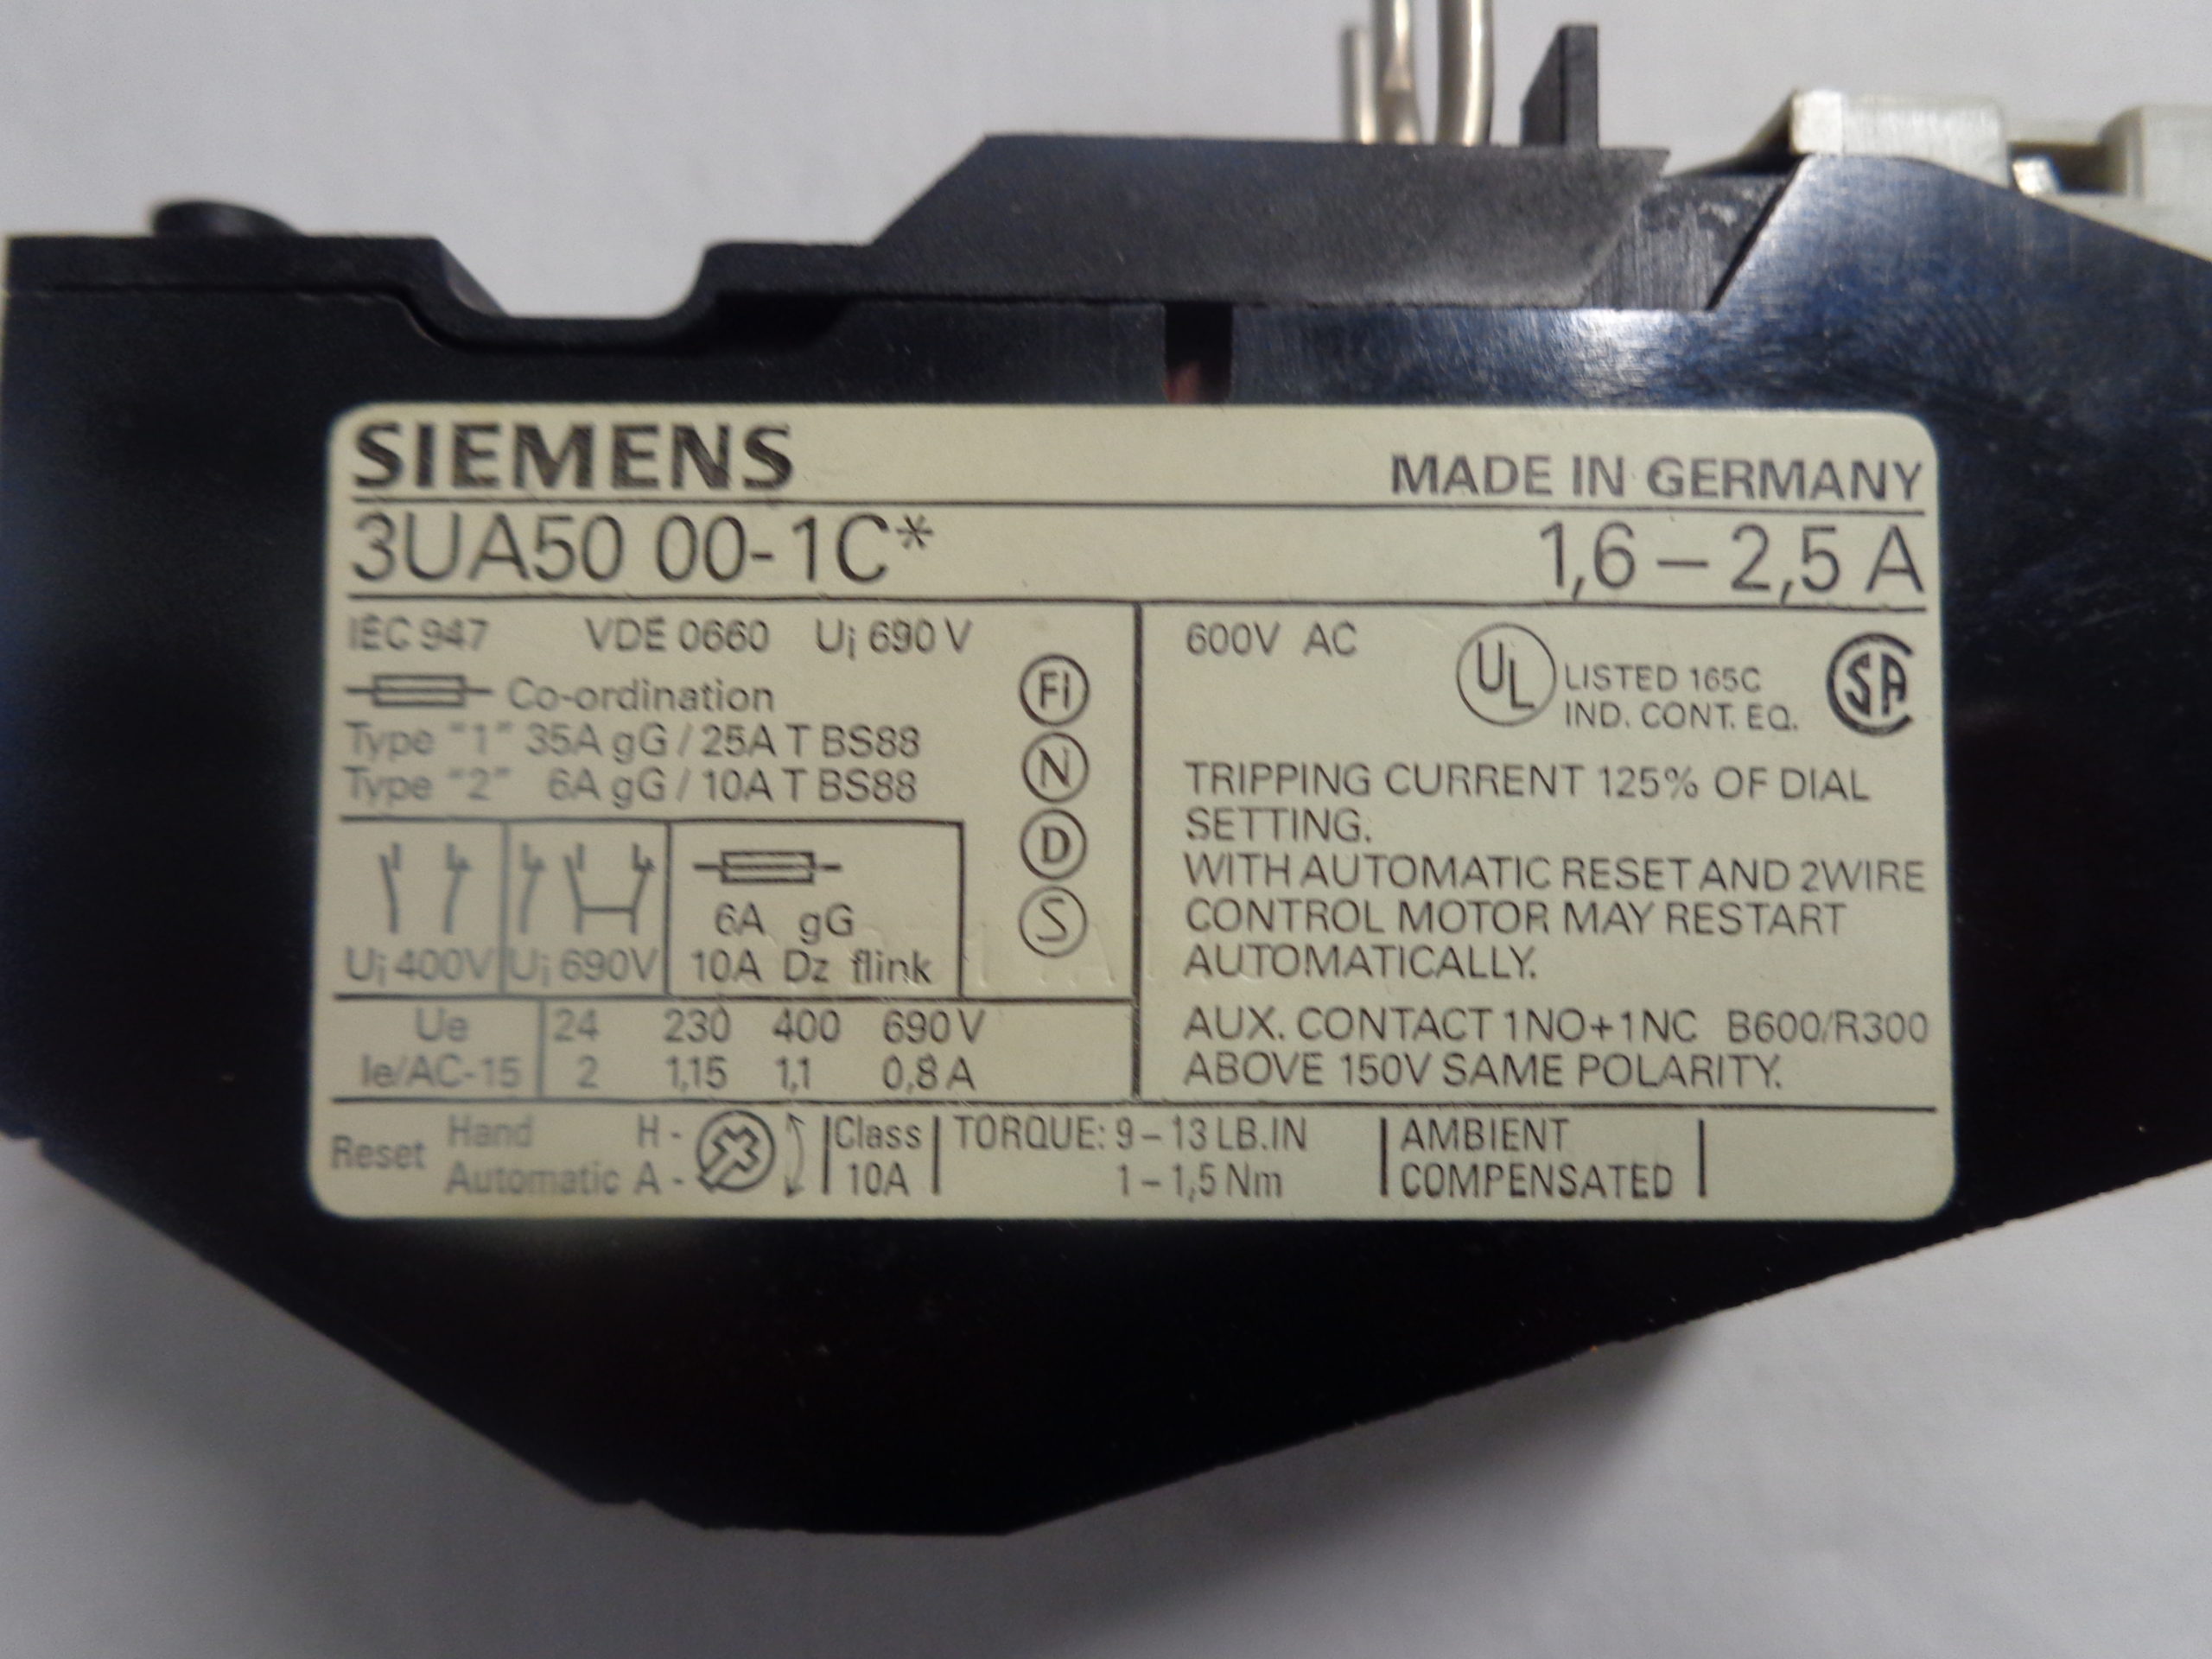 SIEMENS
MADE IN GERMANY
3UA50 00-1C* 1,6 – 2,5 A
IEC 947 VDE 0660 Ui 690 V
Co-ordination
Type "1" 35A gG / 25A T BS88
Type "2" 6A gG / 10A T BS88
FI
N
D
S
Ui 400V
Ui 690V
6A gG
10A Dz flink
Ue 24 230 400 690 V
Ie/AC-15 2 1,15 1,1 0,8 A
600V AC
UL
LISTED 165C
IND. CONT. EQ.
SA
TRIPPING CURRENT 125% OF DIAL
SETTING.
WITH AUTOMATIC RESET AND 2WIRE
CONTROL MOTOR MAY RESTART
AUTOMATICALLY.
AUX. CONTACT 1NO+1NC B600/R300
ABOVE 150V SAME POLARITY.
Reset
Hand H -
Automatic A -
Class
10A
TORQUE: 9 – 13 LB.IN
1 – 1,5 Nm
AMBIENT
COMPENSATED